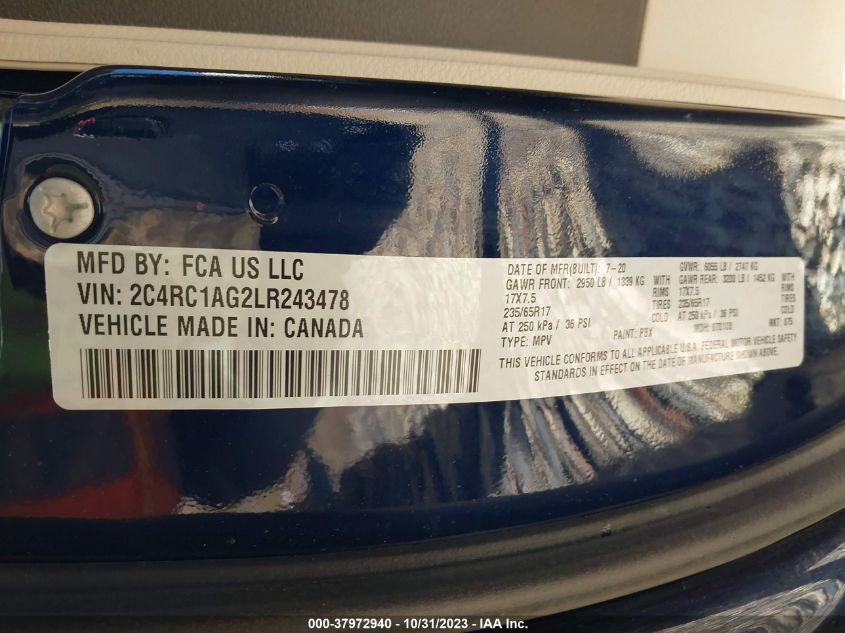 MFD BY: FCA US LLC
VIN: 2C4RC1AG2LR243478
VEHICLE MADE IN: CANADA
DATE OF MFR(BUILT): 7-20 GVWR: 6055 LB / 2747 KG
GAWR FRONT: 2950 LB / 1339 KG WITH GAWR REAR: 3200 LB / 1452 KG WITH
17X7.5 RIMS 17X7.5 RIMS
235/65R17 TIRES 235/65R17 TIRES
AT 250 kPa / 36 PSI COLD AT 250 kPa / 36 PSI COLD
TYPE: MPV PAINT: PBX MDH: 070109 MKT: 875
THIS VEHICLE CONFORMS TO ALL APPLICABLE U.S.A. FEDERAL MOTOR VEHICLE SAFETY
STANDARDS IN EFFECT ON THE DATE OF MANUFACTURE SHOWN ABOVE.
000-37972940 - 10/31/2023 - IAA Inc.